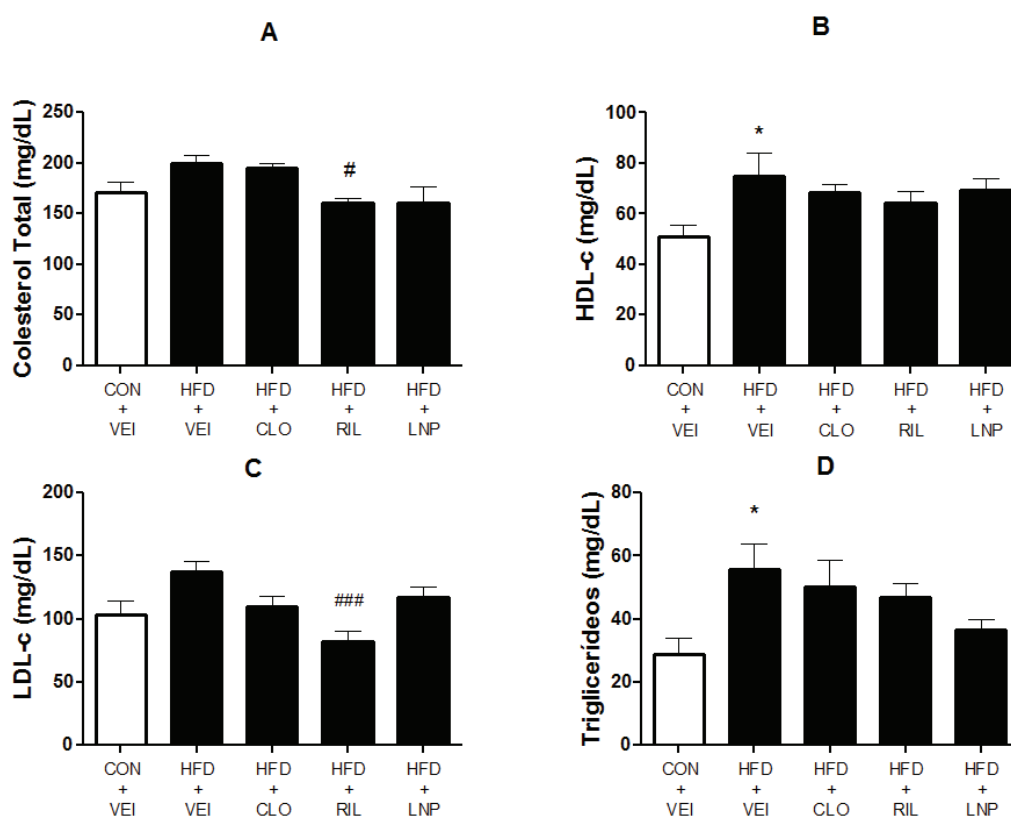 A
Colesterol Total (mg/dL)
250
200
150
100
50
0
#
CON HFD HFD HFD HFD
+ + + + +
VEI VEI CLO RIL LNP
B
HDL-c (mg/dL)
100
80
60
40
20
0
*
CON HFD HFD HFD HFD
+ + + + +
VEI VEI CLO RIL LNP
C
LDL-c (mg/dL)
200
150
100
50
0
###
CON HFD HFD HFD HFD
+ + + + +
VEI VEI CLO RIL LNP
D
Triglicerídeos (mg/dL)
80
60
40
20
0
*
CON HFD HFD HFD HFD
+ + + + +
VEI VEI CLO RIL LNP